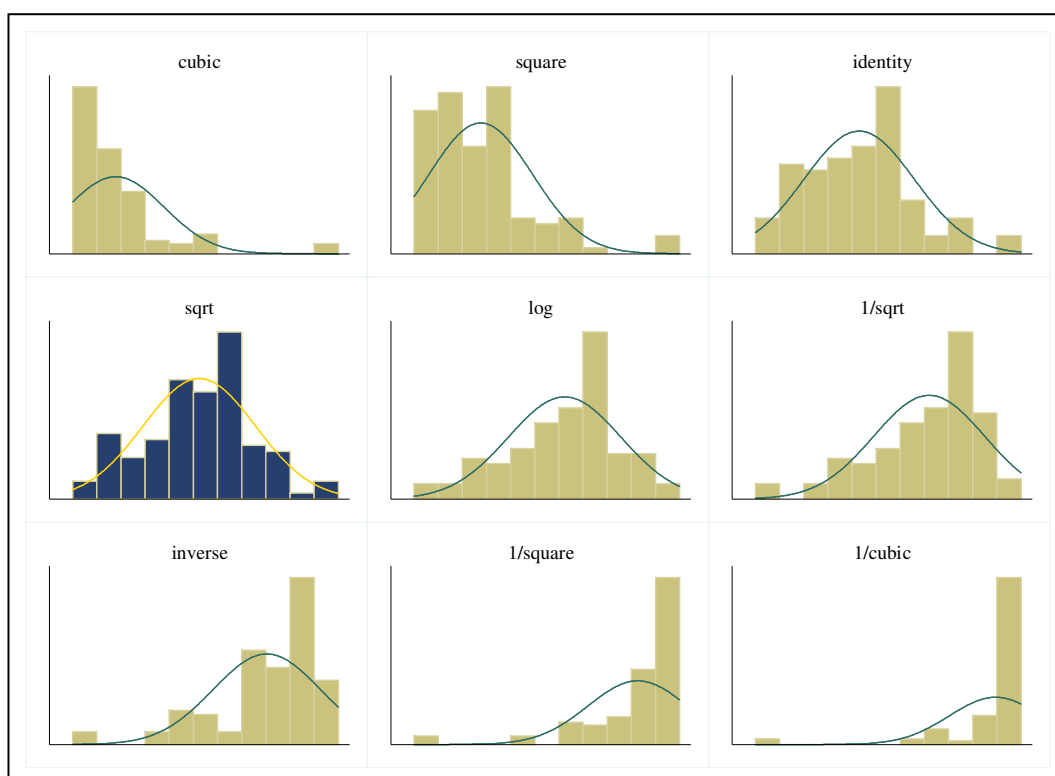 cubic
square
identity
sqrt
log
1/sqrt
inverse
1/square
1/cubic